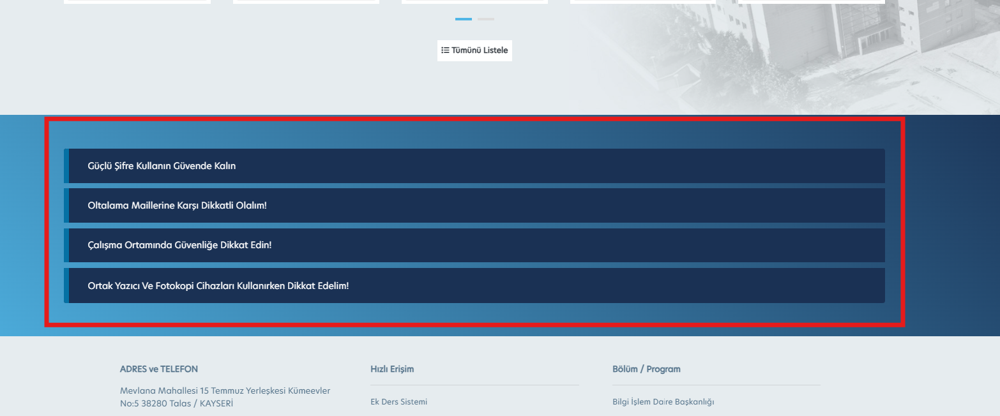 Tümünü Listele
Güçlü Şifre Kullanın Güvende Kalın
Oltalama Maillerine Karşı Dikkatli Olalım!
Çalışma Ortamında Güvenliğe Dikkat Edin!
Ortak Yazıcı Ve Fotokopi Cihazları Kullanırken Dikkat Edelim!
ADRES ve TELEFON
Mevlana Mahallesi 15 Temmuz Yerleşkesi Kümeevler
No:5 38280 Talas / KAYSERİ
Hızlı Erişim
Ek Ders Sistemi
Bölüm / Program
Bilgi İşlem Daire Başkanlığı